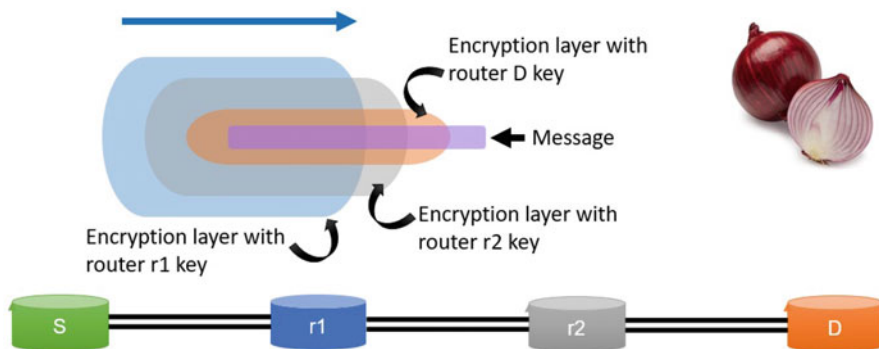 Encryption layer with
router D key
Message
Encryption layer with
router r2 key
Encryption layer with
router r1 key
S
r1
r2
D